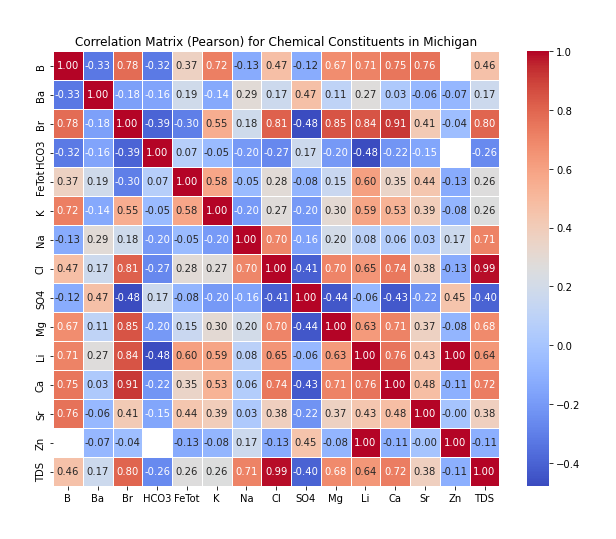 Correlation Matrix (Pearson) for Chemical Constituents in Michigan
B 1.00 -0.33 0.78 -0.32 0.37 0.72 -0.13 0.47 -0.12 0.67 0.71 0.75 0.76 0.46
Ba -0.33 1.00 -0.18 -0.16 0.19 -0.14 0.29 0.17 0.47 0.11 0.27 0.03 -0.06 -0.07 0.17
Br 0.78 -0.18 1.00 -0.39 -0.30 0.55 0.18 0.81 -0.48 0.85 0.84 0.91 0.41 -0.04 0.80
HCO3 -0.32 -0.16 -0.39 1.00 0.07 -0.05 -0.20 -0.27 0.17 -0.20 -0.48 -0.22 -0.15 -0.26
FeTot 0.37 0.19 -0.30 0.07 1.00 0.58 -0.05 0.28 -0.08 0.15 0.60 0.35 0.44 -0.13 0.26
K 0.72 -0.14 0.55 -0.05 0.58 1.00 -0.20 0.27 -0.20 0.30 0.59 0.53 0.39 -0.08 0.26
Na -0.13 0.29 0.18 -0.20 -0.05 -0.20 1.00 0.70 -0.16 0.20 0.08 0.06 0.03 0.17 0.71
Cl 0.47 0.17 0.81 -0.27 0.28 0.27 0.70 1.00 -0.41 0.70 0.65 0.74 0.38 -0.13 0.99
SO4 -0.12 0.47 -0.48 0.17 -0.08 -0.20 -0.16 -0.41 1.00 -0.44 -0.06 -0.43 -0.22 0.45 -0.40
Mg 0.67 0.11 0.85 -0.20 0.15 0.30 0.20 0.70 -0.44 1.00 0.63 0.71 0.37 -0.08 0.68
Li 0.71 0.27 0.84 -0.48 0.60 0.59 0.08 0.65 -0.06 0.63 1.00 0.76 0.43 1.00 0.64
Ca 0.75 0.03 0.91 -0.22 0.35 0.53 0.06 0.74 -0.43 0.71 0.76 1.00 0.48 -0.11 0.72
Sr 0.76 -0.06 0.41 -0.15 0.44 0.39 0.03 0.38 -0.22 0.37 0.43 0.48 1.00 -0.00 0.38
Zn -0.07 -0.04 -0.13 -0.08 0.17 -0.13 0.45 -0.08 1.00 -0.11 -0.00 1.00 -0.11
TDS 0.46 0.17 0.80 -0.26 0.26 0.26 0.71 0.99 -0.40 0.68 0.64 0.72 0.38 -0.11 1.00
B Ba Br HCO3 FeTot K Na Cl SO4 Mg Li Ca Sr Zn TDS
1.0
0.8
0.6
0.4
0.2
0.0
−0.2
−0.4